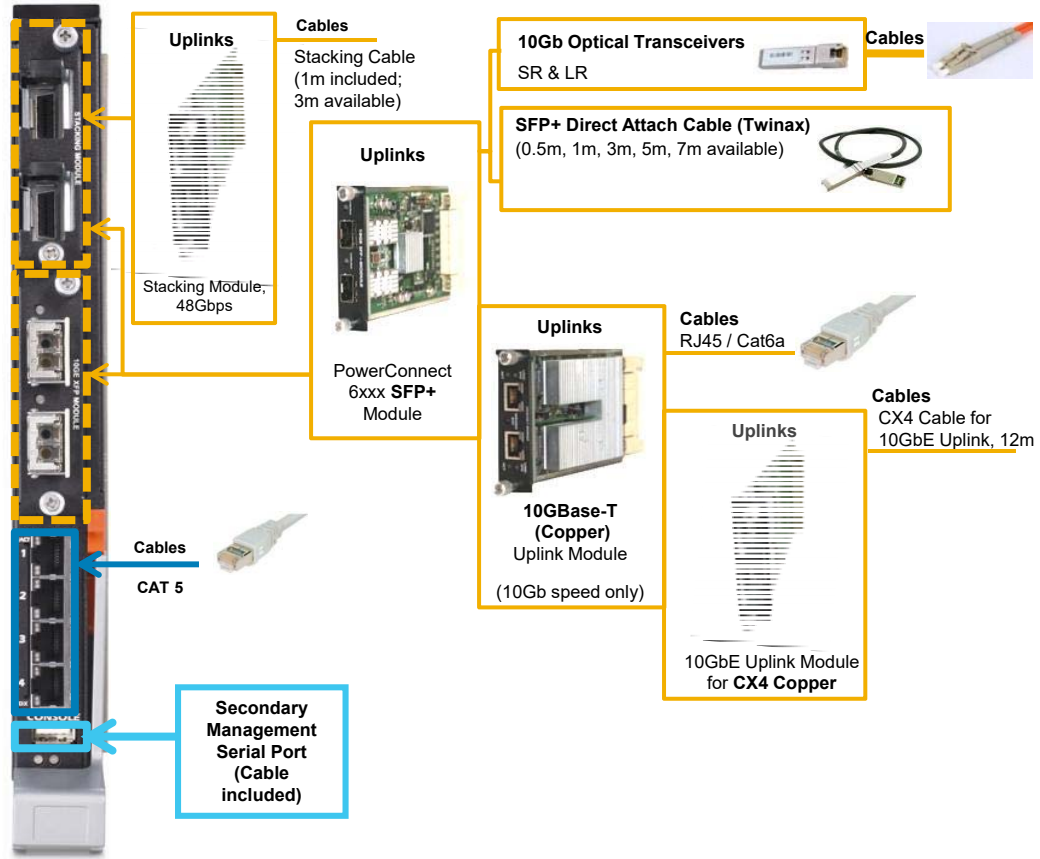 Uplinks
Stacking Module,
48Gbps
Cables
Stacking Cable
(1m included;
3m available)
Uplinks
PowerConnect
6xxx SFP+
Module
10Gb Optical Transceivers
SR & LR
Cables
SFP+ Direct Attach Cable (Twinax)
(0.5m, 1m, 3m, 5m, 7m available)
Uplinks
10GBase-T
(Copper)
Uplink Module
(10Gb speed only)
Cables
RJ45 / Cat6a
Uplinks
10GbE Uplink Module
for CX4 Copper
Cables
CX4 Cable for
10GbE Uplink, 12m
STACKING MODULE
10GE XFP MODULE
1
2
3
4
CONSOLE
Cables
CAT 5
Secondary
Management
Serial Port
(Cable
included)